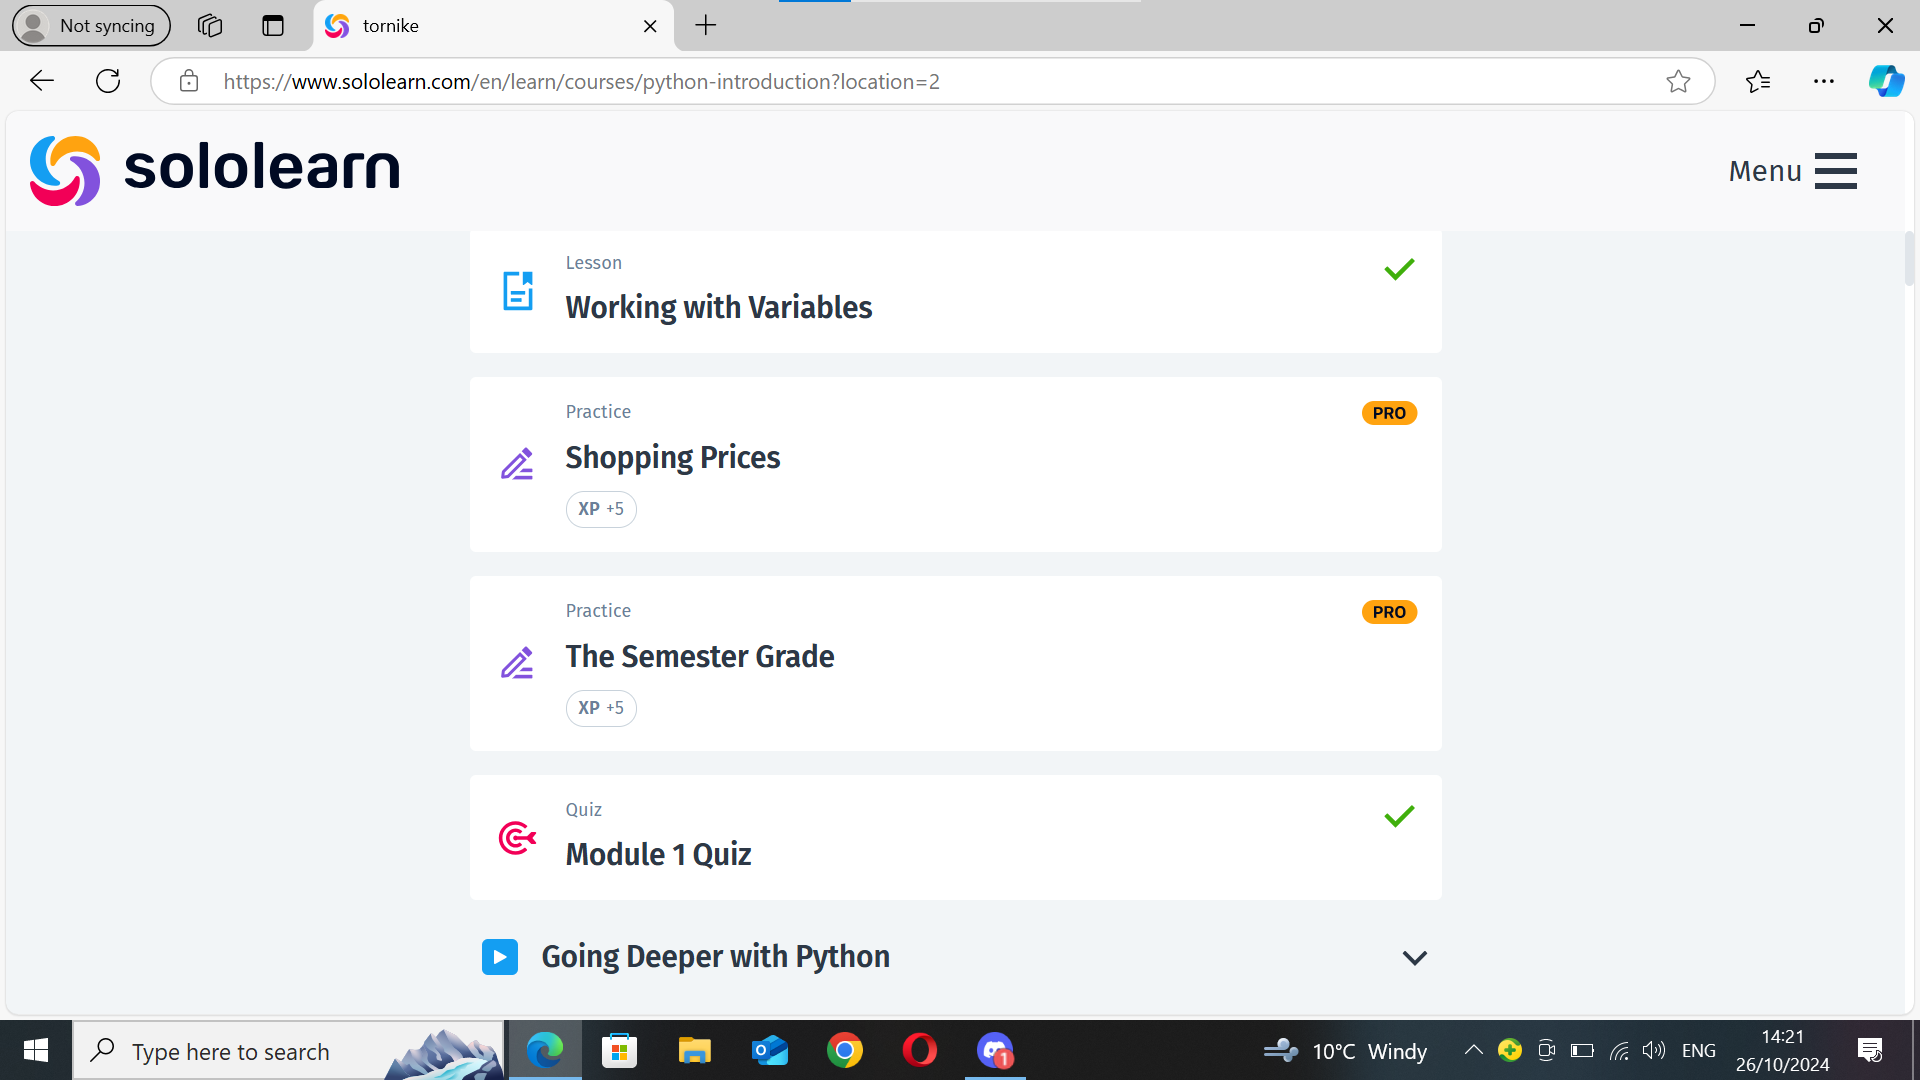 Not syncing
tornike
https://www.sololearn.com/en/learn/courses/python-introduction?location=2
sololearn
Menu
Lesson
Working with Variables
Practice
PRO
Shopping Prices
XP +5
Practice
PRO
The Semester Grade
XP +5
Quiz
Module 1 Quiz
Going Deeper with Python
Type here to search
1
10°C Windy
ENG
14:21
26/10/2024